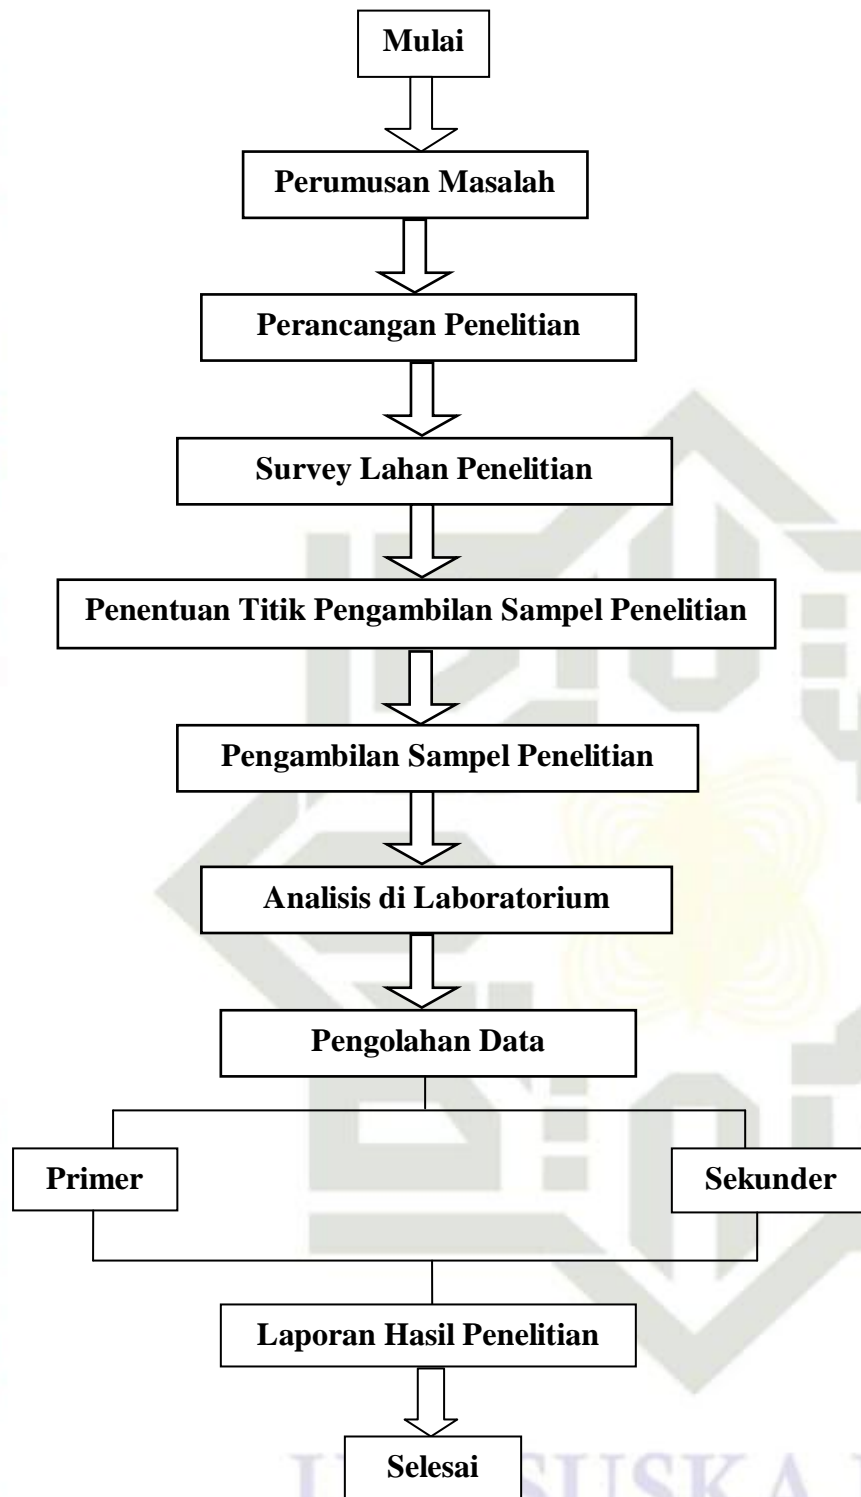 Mulai
Perumusan Masalah
Perancangan Penelitian
Survey Lahan Penelitian
Penentuan Titik Pengambilan Sampel Penelitian
Pengambilan Sampel Penelitian
Analisis di Laboratorium
Pengolahan Data
Primer
Sekunder
Laporan Hasil Penelitian
Selesai
SUSKA